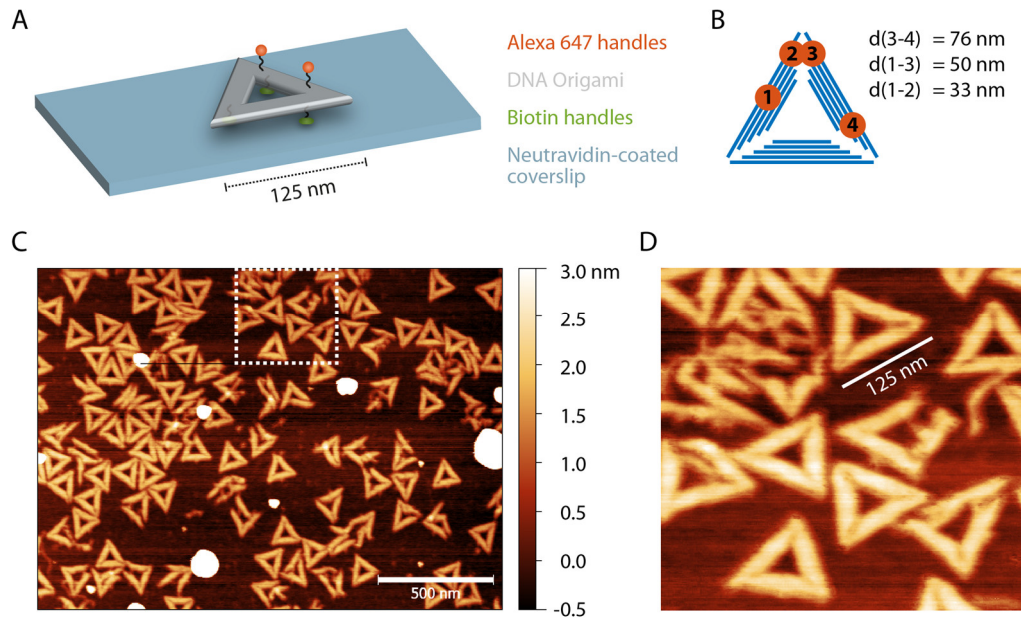 A
Alexa 647 handles
DNA Origami
Biotin handles
Neutravidin-coated
coverslip
125 nm
B
2 3
1
4
d(3-4) = 76 nm
d(1-3) = 50 nm
d(1-2) = 33 nm
C
3.0 nm
2.5
2.0
1.5
1.0
0.5
0.0
-0.5
500 nm
D
125 nm